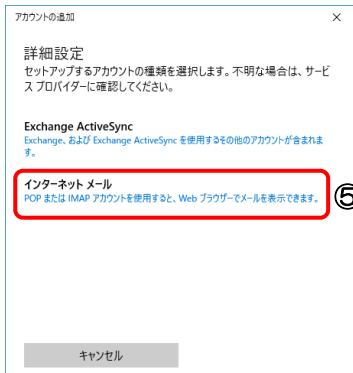 アカウントの追加
詳細設定
セットアップするアカウントの種類を選択します。不明な場合は、サービ
ス プロバイダーに確認してください。
Exchange ActiveSync
Exchange、および Exchange ActiveSync を使用するその他のアカウントが含まれま
す。
インターネット メール
POP または IMAP アカウントを使用すると、Web ブラウザーでメールを表示できます。
⑤
キャンセル